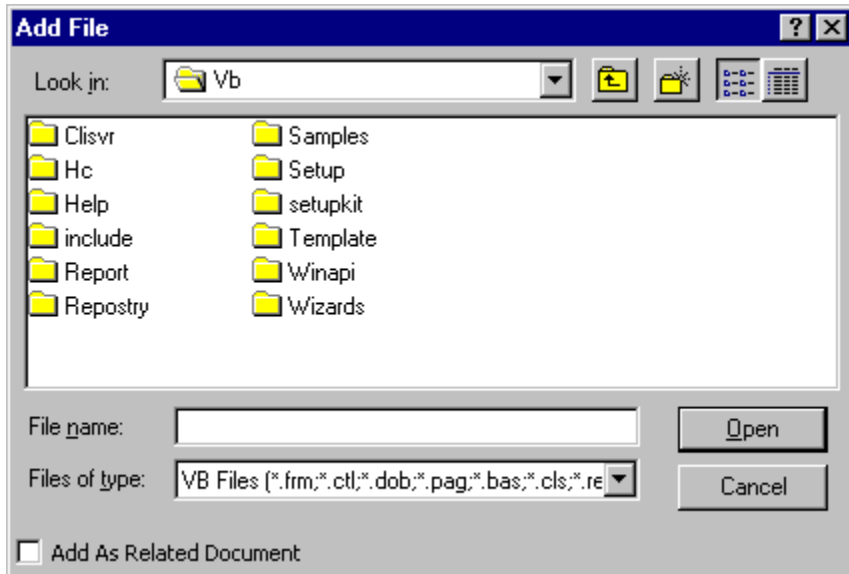 Add File
Look in: Vb
Clisvr Samples
Hc Setup
Help setupkit
include Template
Report Winapi
Repostry Wizards
File name: Open
Files of type: VB Files (*.frm;*.ctl;*.dob;*.pag;*.bas;*.cls;*.re Cancel
Add As Related Document